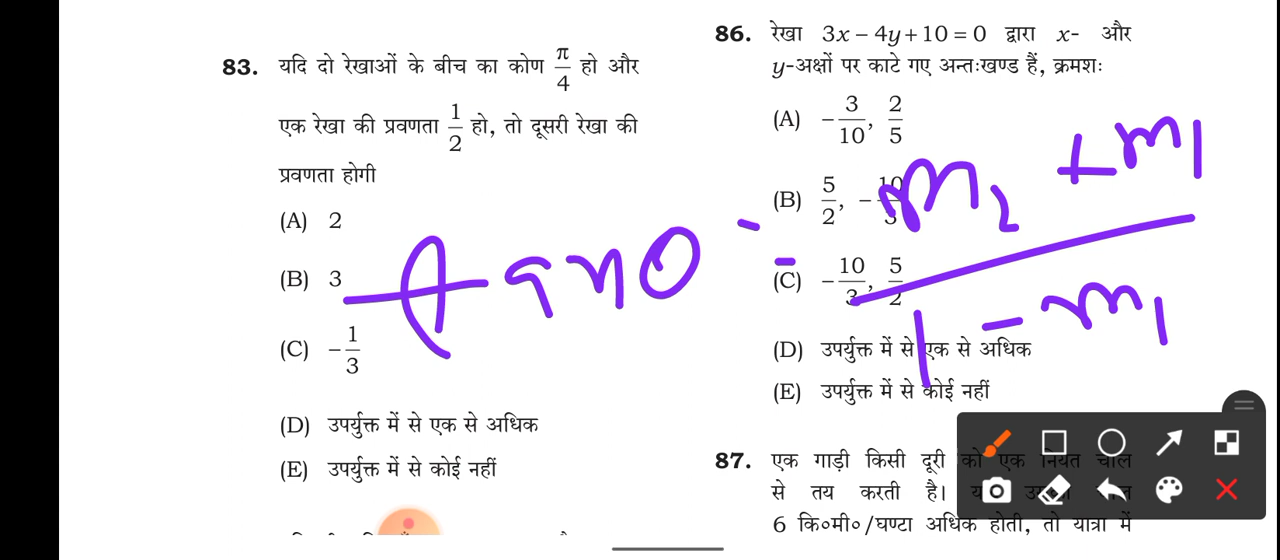 83. यदि दो रेखाओं के बीच का कोण π/4 हो और
एक रेखा की प्रवणता 1/2 हो, तो दूसरी रेखा की
प्रवणता होगी
(A) 2
(B) 3
(C) -1/3
(D) उपर्युक्त में से एक से अधिक
(E) उपर्युक्त में से कोई नहीं
86. रेखा 3x – 4y + 10 = 0 द्वारा x- और
y-अक्षों पर काटे गए अन्तःखण्ड हैं, क्रमशः
(A) -3/10, 2/5
(B) 5/2, -10/3
(C) -10/3, 5/2
(D) उपर्युक्त में से एक से अधिक
(E) उपर्युक्त में से कोई नहीं
87. एक गाड़ी किसी दूरी को एक नियत चाल
से तय करती है।
6 कि०मी०/घण्टा अधिक होती, तो यात्रा में
m2 + m1
1 - m1